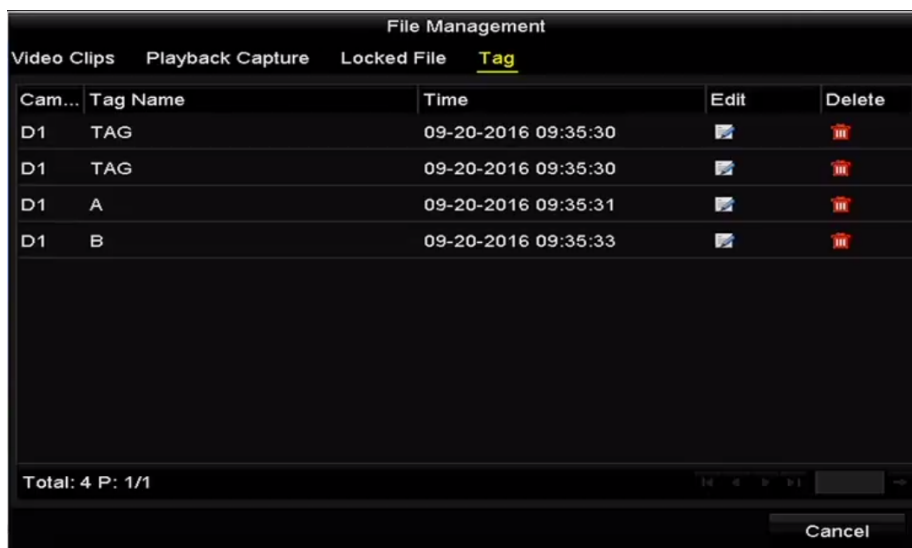 File Management
Video Clips Playback Capture Locked File Tag
Cam... Tag Name Time Edit Delete
D1 TAG 09-20-2016 09:35:30
D1 TAG 09-20-2016 09:35:30
D1 A 09-20-2016 09:35:31
D1 B 09-20-2016 09:35:33
Total: 4 P: 1/1
Cancel